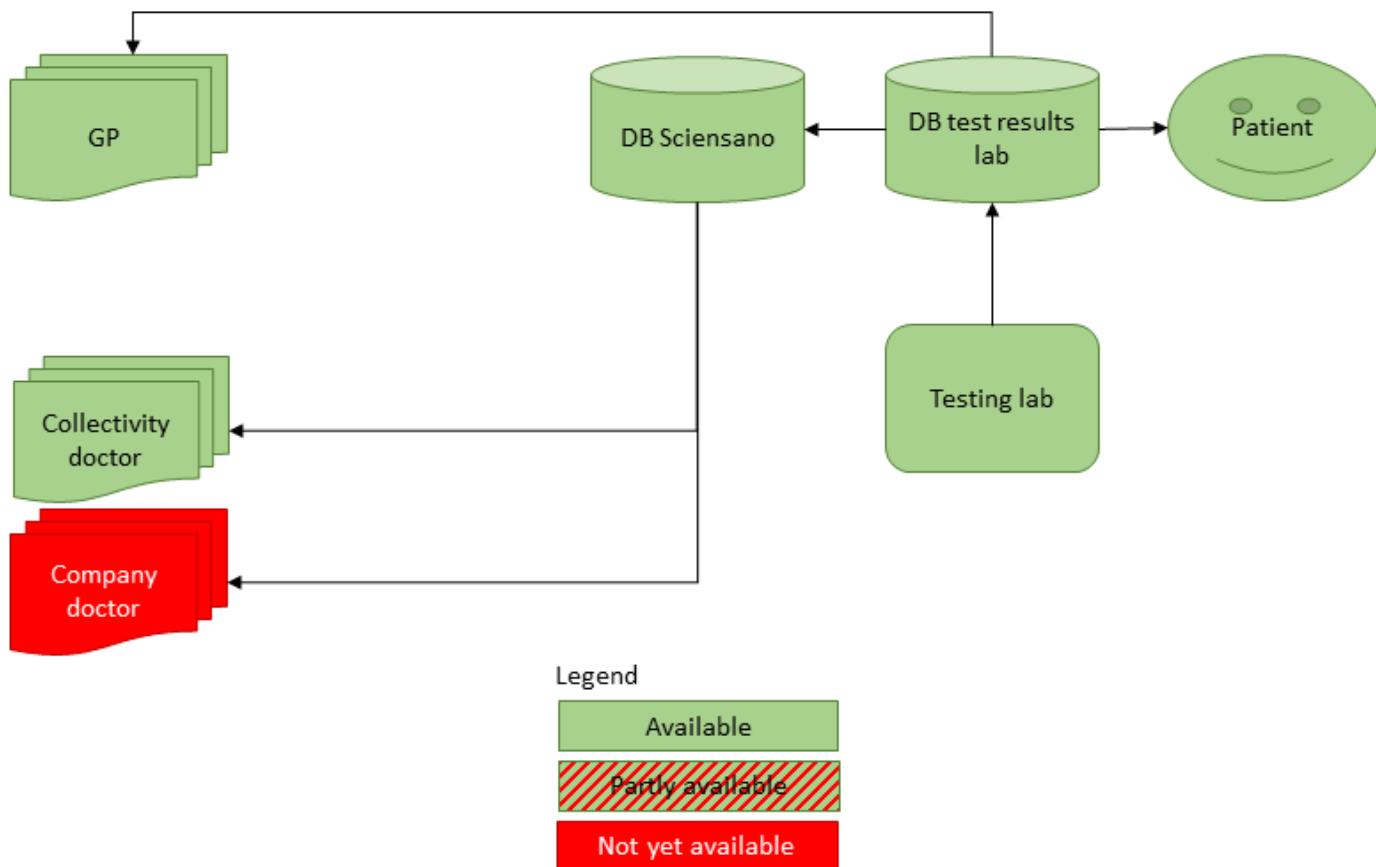 GP
DB Sciensano
DB test results
lab
Patient
Testing lab
Collectivity
doctor
Company
doctor
Legend
Available
Partly available
Not yet available